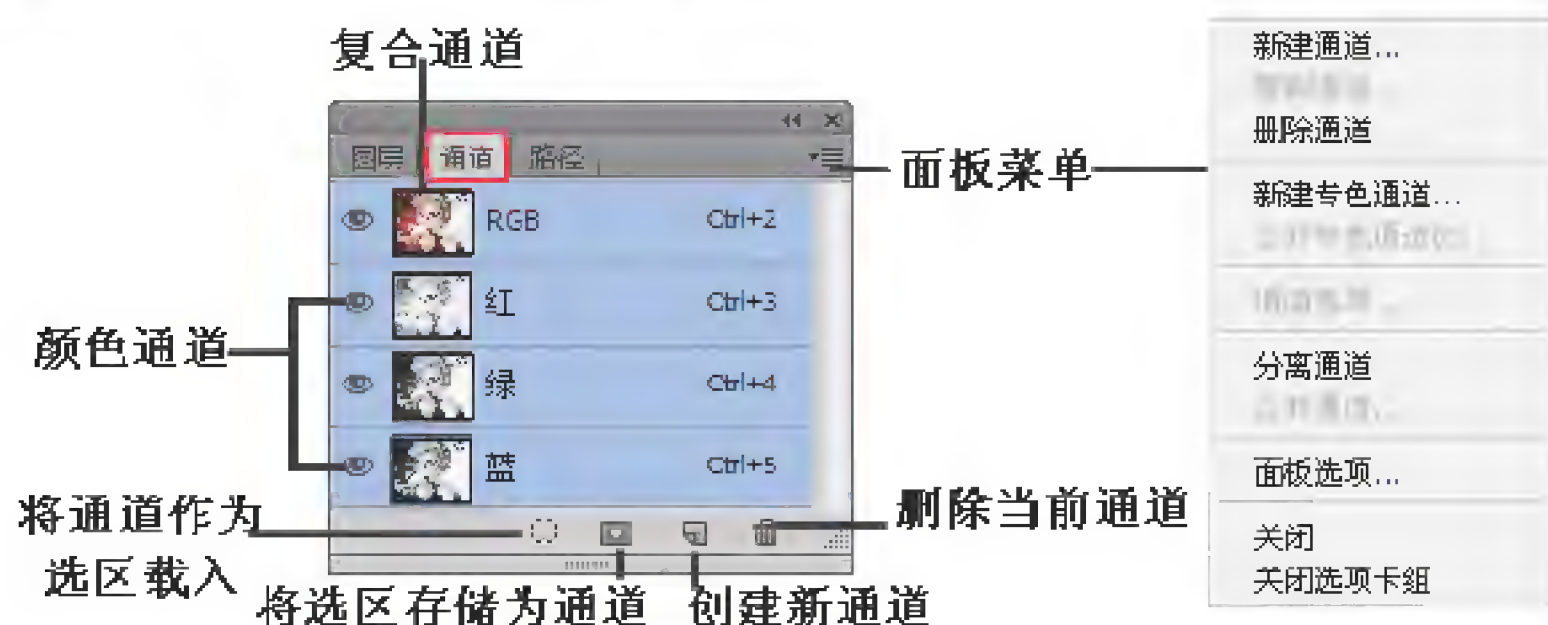 复合通道
图层 通道 路径
RGB Ctrl+2
红 Ctrl+3
绿 Ctrl+4
蓝 Ctrl+5
颜色通道
将通道作为
选区载入
将选区存储为通道
创建新通道
删除当前通道
面板菜单
新建通道...
删除通道
新建专色通道...
分离通道
面板选项...
关闭
关闭选项卡组